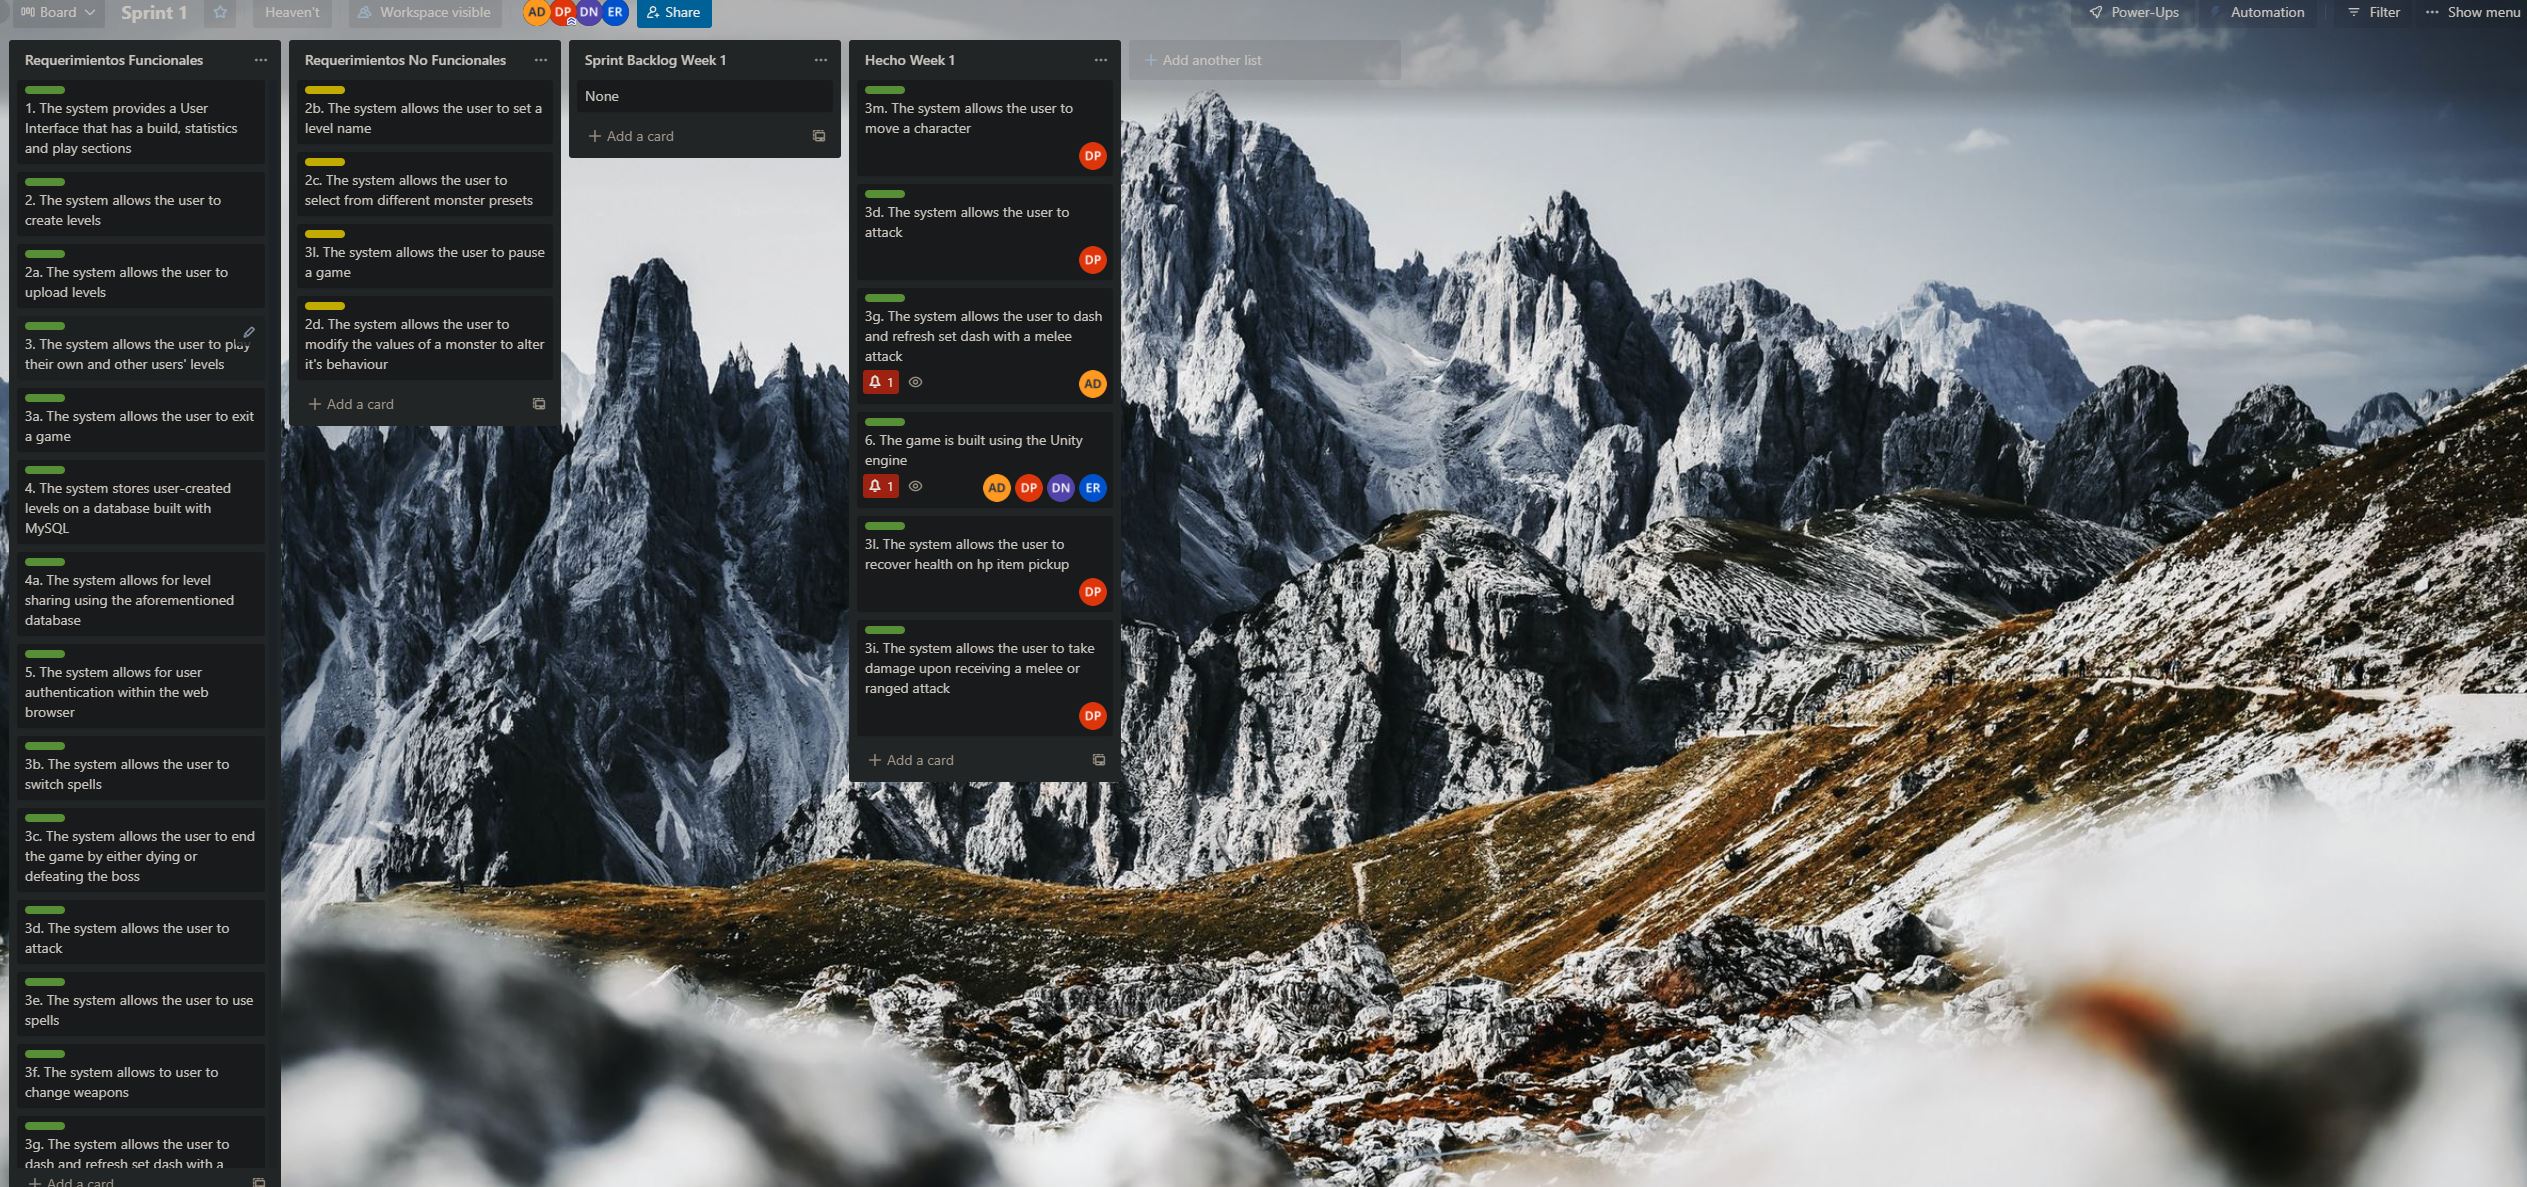 Board
Sprint 1
Heaven't
Workspace visible
AD DP DN ER
Share
Power-Ups
Automation
Filter
Show menu
Requerimientos Funcionales
1. The system provides a User
Interface that has a build, statistics
and play sections
2. The system allows the user to
create levels
2a. The system allows the user to
upload levels
3. The system allows the user to play
their own and other users' levels
3a. The system allows the user to exit
a game
4. The system stores user-created
levels on a database built with
MySQL
4a. The system allows for level
sharing using the aforementioned
database
5. The system allows for user
authentication within the web
browser
3b. The system allows the user to
switch spells
3c. The system allows the user to end
the game by either dying or
defeating the boss
3d. The system allows the user to
attack
3e. The system allows the user to use
spells
3f. The system allows to user to
change weapons
3g. The system allows the user to
dash and refresh set dash with a
Add a card
Requerimientos No Funcionales
2b. The system allows the user to set a
level name
2c. The system allows the user to
select from different monster presets
3l. The system allows the user to pause
a game
2d. The system allows the user to
modify the values of a monster to alter
it's behaviour
Add a card
Sprint Backlog Week 1
None
Add a card
Hecho Week 1
3m. The system allows the user to
move a character
DP
3d. The system allows the user to
attack
DP
3g. The system allows the user to dash
and refresh set dash with a melee
attack
1
AD
6. The game is built using the Unity
engine
1
AD DP DN ER
3l. The system allows the user to
recover health on hp item pickup
DP
3i. The system allows the user to take
damage upon receiving a melee or
ranged attack
DP
Add a card
Add another list